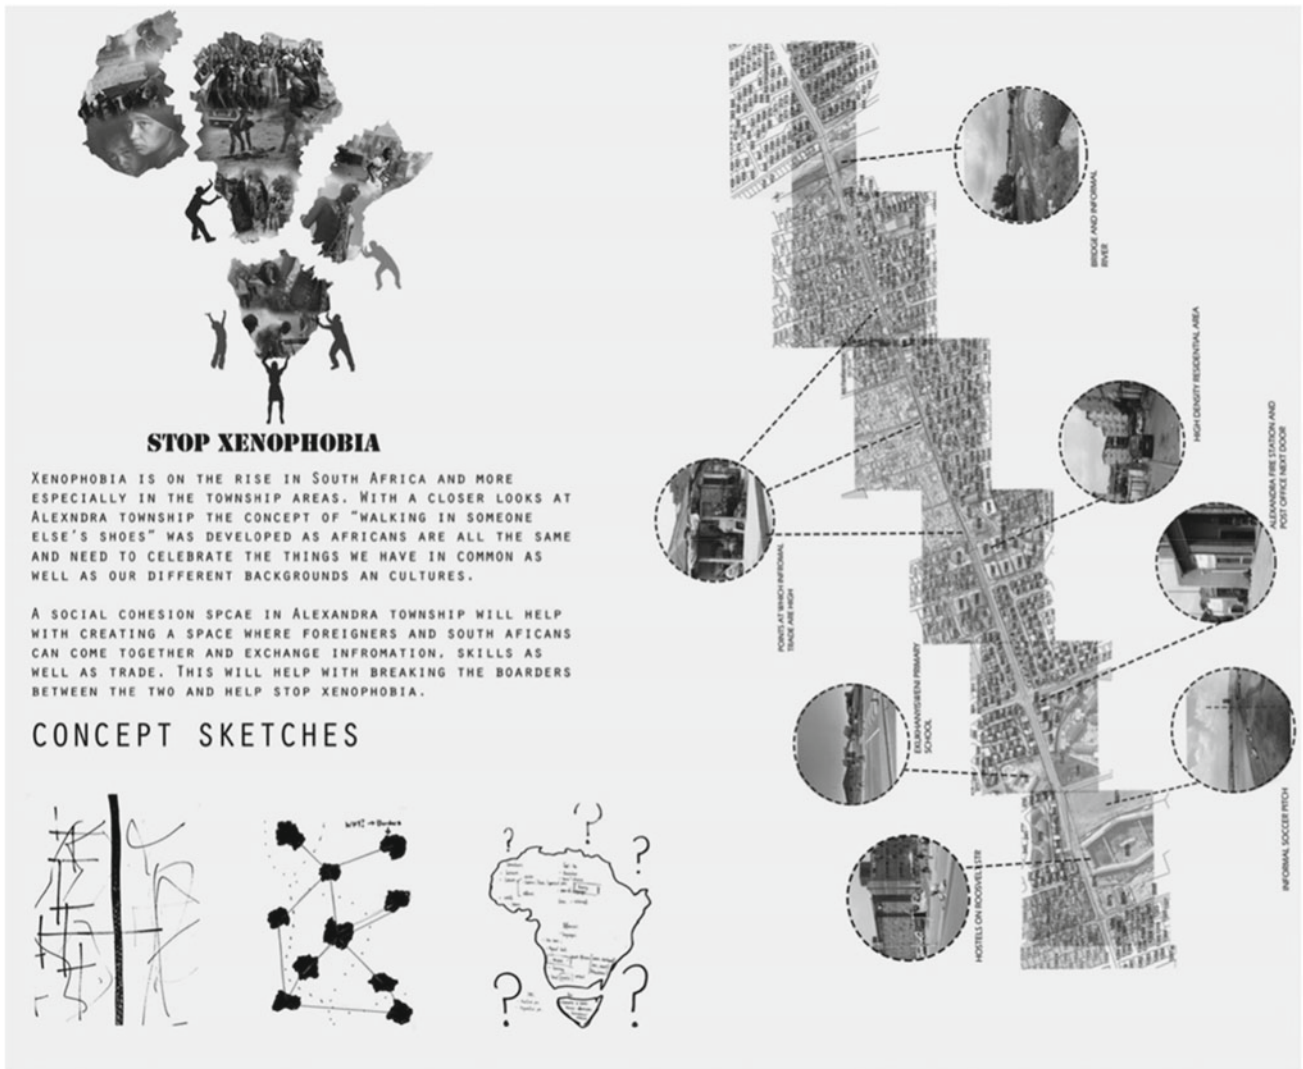 STOP XENOPHOBIA
XENOPHOBIA IS ON THE RISE IN SOUTH AFRICA AND MORE
ESPECIALLY IN THE TOWNSHIP AREAS. WITH A CLOSER LOOKS AT
ALEXNDRA TOWNSHIP THE CONCEPT OF "WALKING IN SOMEONE
ELSE'S SHOES" WAS DEVELOPED AS AFRICANS ARE ALL THE SAME
AND NEED TO CELEBRATE THE THINGS WE HAVE IN COMMON AS
WELL AS OUR DIFFERENT BACKGROUNDS AN CULTURES.
A SOCIAL COHESION SPCAE IN ALEXANDRA TOWNSHIP WILL HELP
WITH CREATING A SPACE WHERE FOREIGNERS AND SOUTH AFICANS
CAN COME TOGETHER AND EXCHANGE INFROMATION, SKILLS AS
WELL AS TRADE. THIS WILL HELP WITH BREAKING THE BOARDERS
BETWEEN THE TWO AND HELP STOP XENOPHOBIA.
CONCEPT SKETCHES
? ? ?
? ?
BRIDGE AND INFORMAL
RIVER
HIGH DENSITY RESIDENTIAL AREA
ALEXANDRA FIRE STATION AND
POST OFFICE NEXT DOOR
POINTS AT WHICH INFROMAL
TRADE ARE HIGH
EKUKHANYISWENI PRIMARY
SCHOOL
INFORMAL SOCCER PITCH
HOSTELS ON ROOSVELT STR